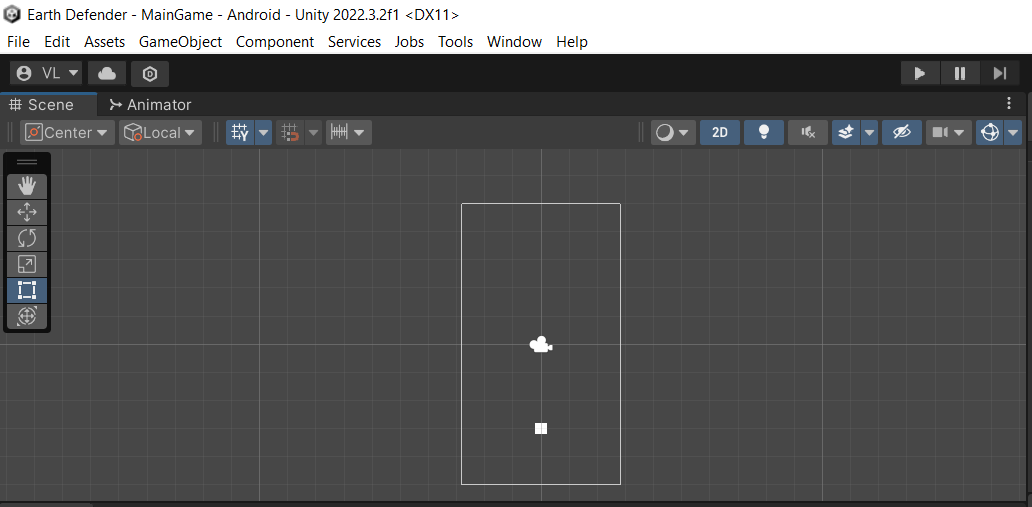 Earth Defender - MainGame - Android - Unity 2022.3.2f1 <DX11>
File Edit Assets GameObject Component Services Jobs Tools Window Help
VL
Scene Animator
Center Local 2D